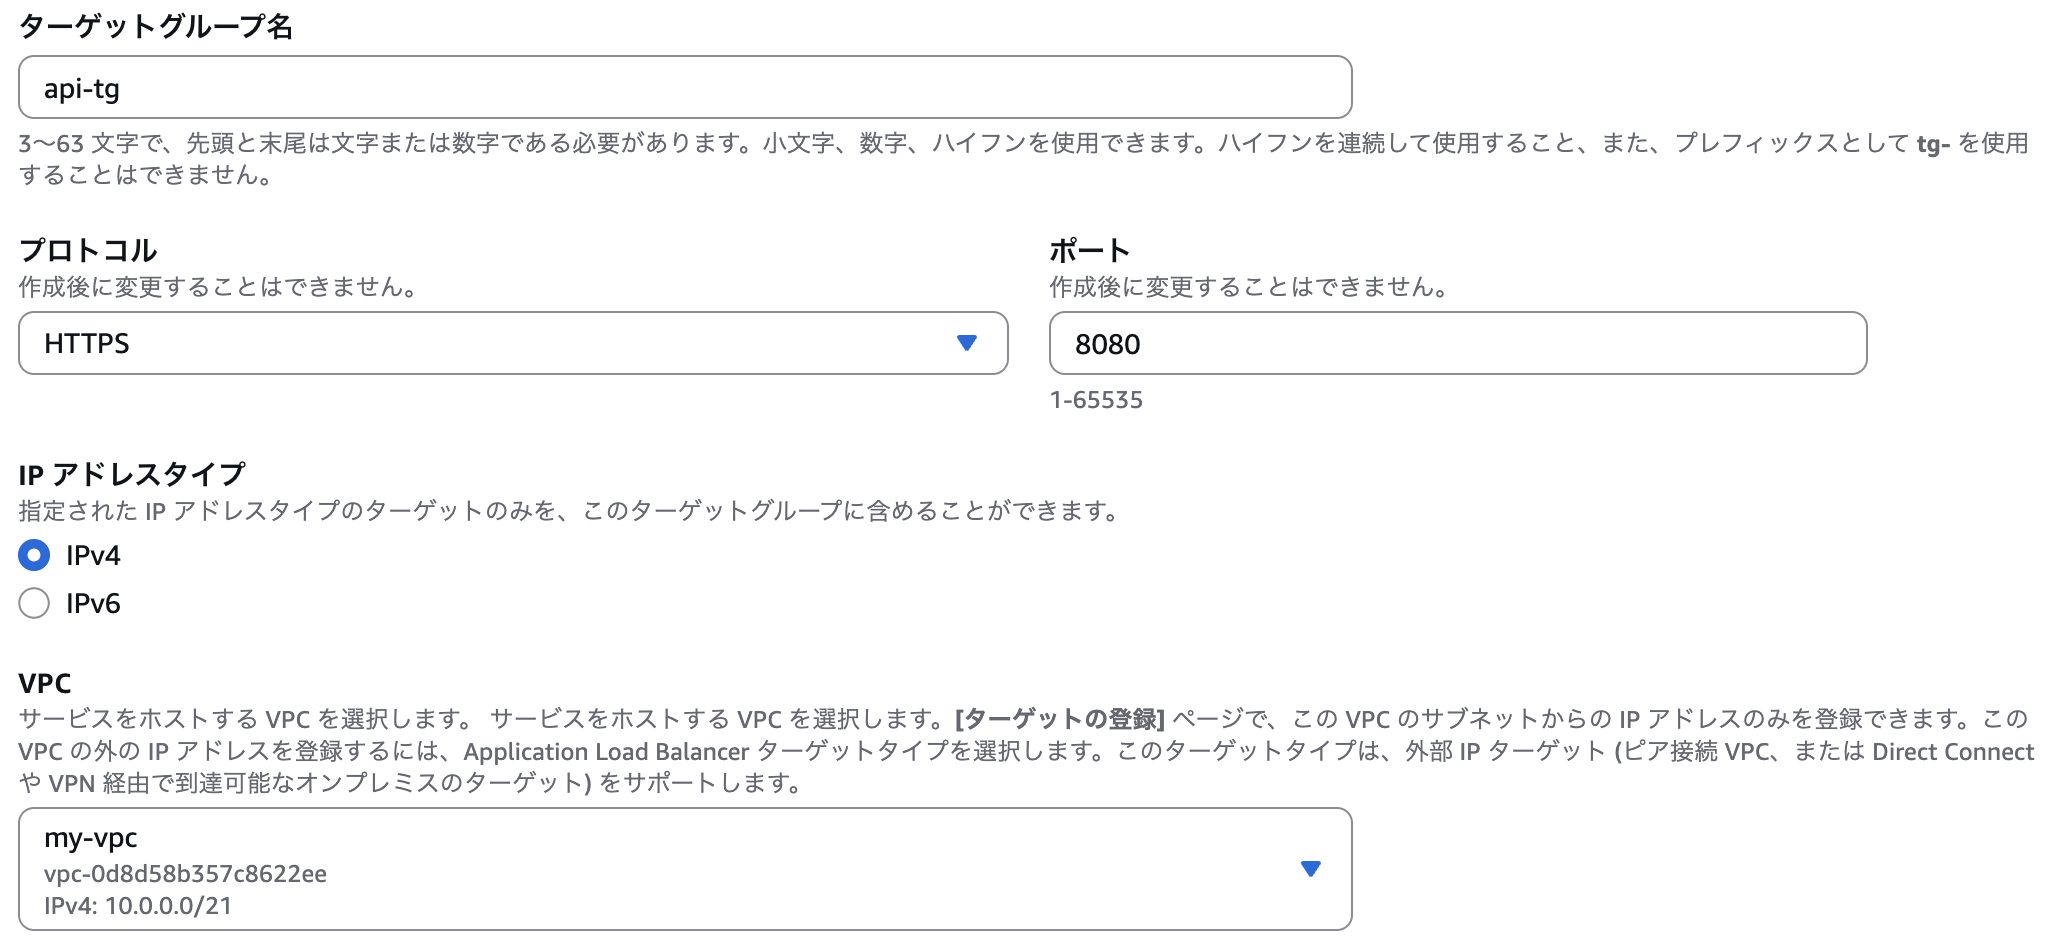 ターゲットグループ名
api-tg
3～63 文字で、先頭と末尾は文字または数字である必要があります。小文字、数字、ハイフンを使用できます。ハイフンを連続して使用すること、また、プレフィックスとして tg- を使用
することはできません。
プロトコル
作成後に変更することはできません。
HTTPS
ポート
作成後に変更することはできません。
8080
1-65535
IP アドレスタイプ
指定された IP アドレスタイプのターゲットのみを、このターゲットグループに含めることができます。
IPv4
IPv6
VPC
サービスをホストする VPC を選択します。 サービスをホストする VPC を選択します。[ターゲットの登録] ページで、この VPC のサブネットからの IP アドレスのみを登録できます。この
VPC の外の IP アドレスを登録するには、Application Load Balancer ターゲットタイプを選択します。このターゲットタイプは、外部 IP ターゲット (ピア接続 VPC、または Direct Connect
や VPN 経由で到達可能なオンプレミスのターゲット) をサポートします。
my-vpc
vpc-0d8d58b357c8622ee
IPv4: 10.0.0.0/21